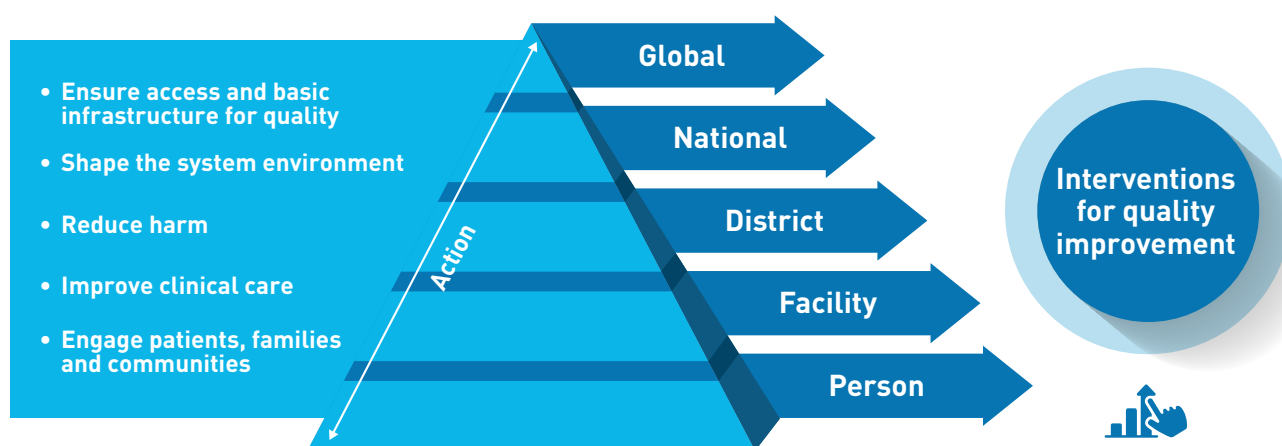 • Ensure access and basic
infrastructure for quality
• Shape the system environment
• Reduce harm
• Improve clinical care
• Engage patients, families
and communities
Action
Global
National
District
Facility
Person
Interventions
for quality
improvement